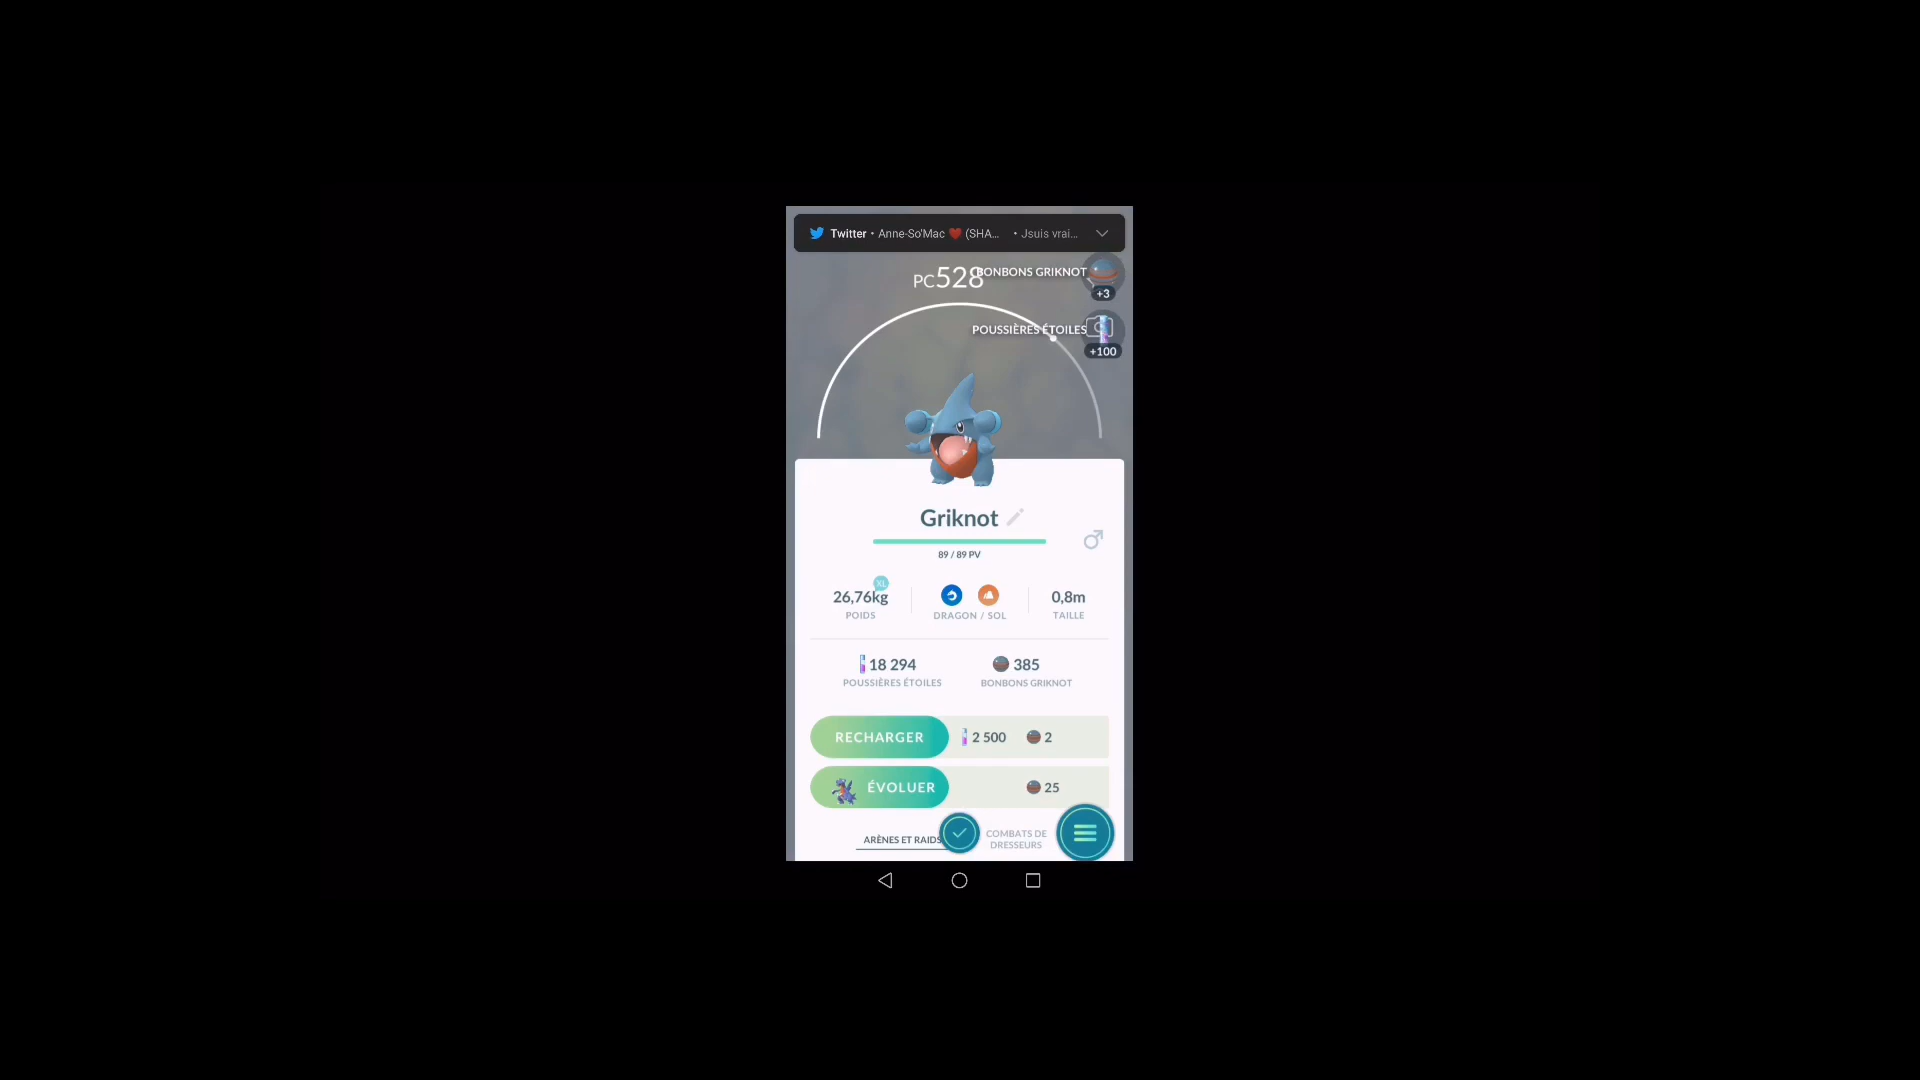 Twitter • Anne-So'Mac ❤️ (SHA... • Jsuis vrai...
PC528
BONBONS GRIKNOT
+3
POUSSIÈRES ÉTOILES
+100
Griknot
89 / 89 PV
XL
26,76kg
POIDS
DRAGON / SOL
0,8m
TAILLE
18 294
POUSSIÈRES ÉTOILES
385
BONBONS GRIKNOT
RECHARGER 2 500 2
ÉVOLUER 25
ARÈNES ET RAIDS
COMBATS DE
DRESSEURS